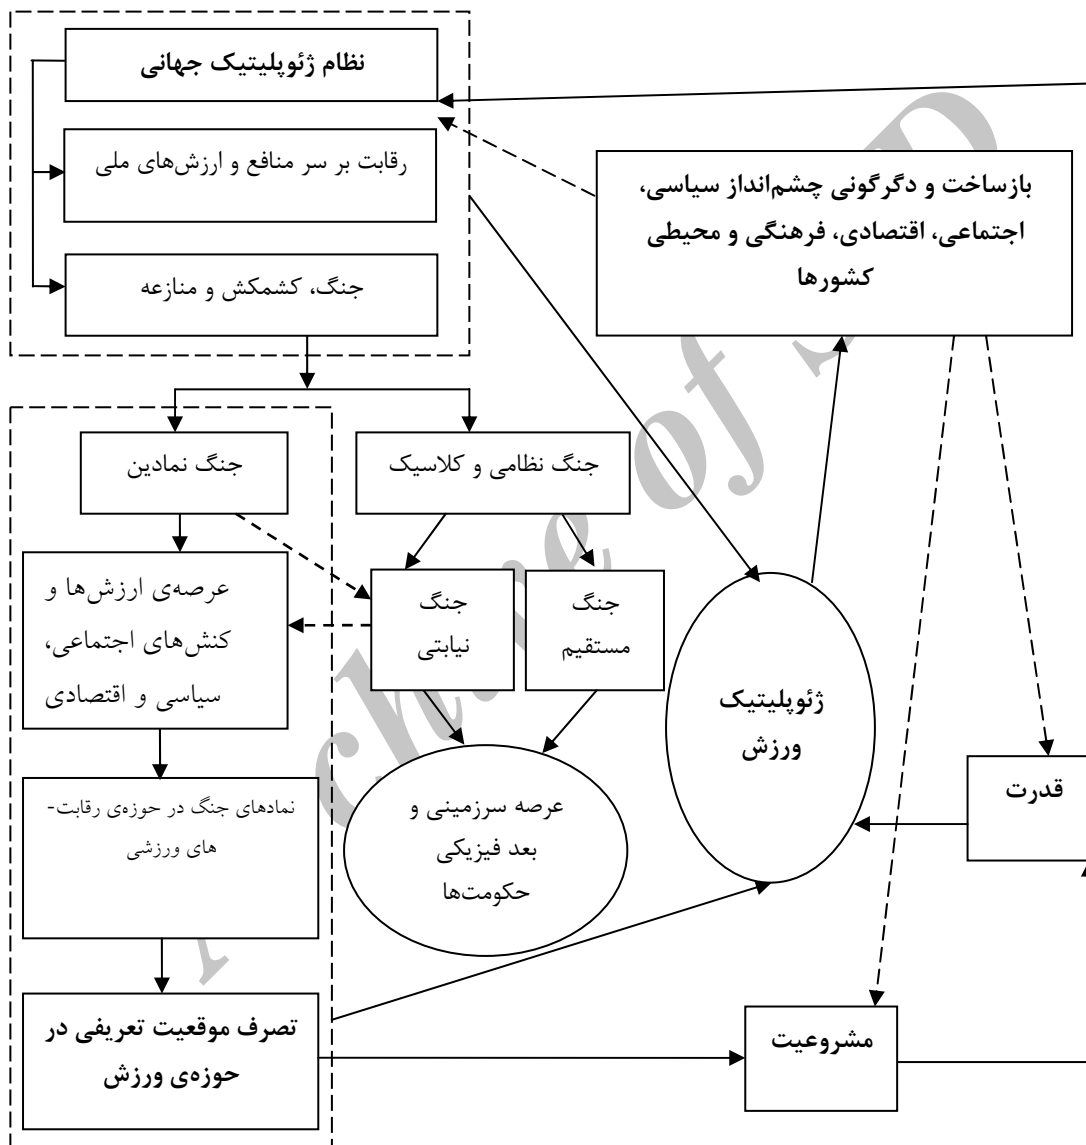 نظام ژئوپلیتیک جهانی
رقابت بر سر منافع و ارزش‌های ملی
جنگ، کشمکش و منازعه
بازساخت و دگرگونی چشم‌انداز سیاسی،
اجتماعی، اقتصادی، فرهنگی و محیطی
کشورها
جنگ نظامی و کلاسیک
جنگ نمادین
جنگ
مستقیم
جنگ
نیابتی
عرصه‌ی ارزش‌ها و
کنش‌های اجتماعی،
سیاسی و اقتصادی
ژئوپلیتیک
ورزش
قدرت
عرصه سرزمینی و
بعد فیزیکی
حکومت‌ها
نمادهای جنگ در حوزه‌ی رقابت-
های ورزشی
تصرف موقعیت تعریفی در
حوزه‌ی ورزش
مشروعیت